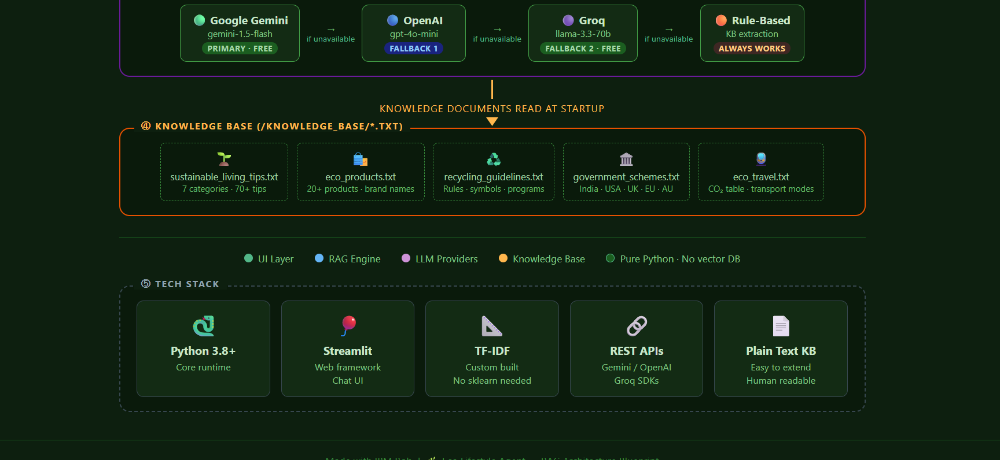 Google Gemini
gemini-1.5-flash
PRIMARY · FREE
→
if unavailable
OpenAI
gpt-4o-mini
FALLBACK 1
→
if unavailable
Groq
llama-3.3-70b
FALLBACK 2 · FREE
→
if unavailable
Rule-Based
KB extraction
ALWAYS WORKS
KNOWLEDGE DOCUMENTS READ AT STARTUP
④ KNOWLEDGE BASE (/KNOWLEDGE_BASE/*.TXT)
sustainable_living_tips.txt
7 categories · 70+ tips
eco_products.txt
20+ products · brand names
recycling_guidelines.txt
Rules · symbols · programs
government_schemes.txt
India · USA · UK · EU · AU
eco_travel.txt
CO₂ table · transport modes
UI Layer
RAG Engine
LLM Providers
Knowledge Base
Pure Python · No vector DB
⑤ TECH STACK
Python 3.8+
Core runtime
Streamlit
Web framework
Chat UI
TF-IDF
Custom built
No sklearn needed
REST APIs
Gemini / OpenAI
Groq SDKs
Plain Text KB
Easy to extend
Human readable